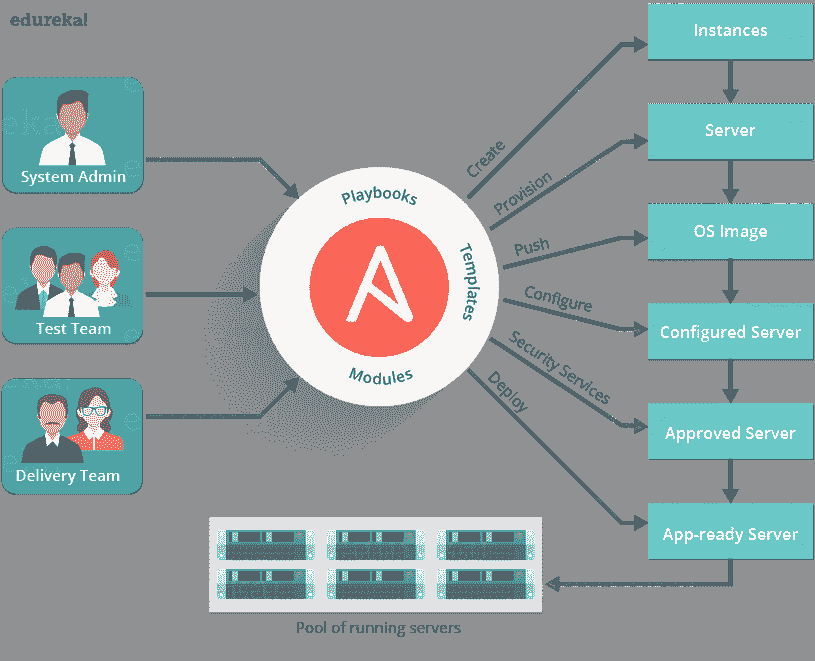 edureka!
System Admin
Test Team
Delivery Team
Playbooks
Templates
Modules
Create
Provision
Push
Configure
Security Services
Deploy
Instances
Server
OS Image
Configured Server
Approved Server
App-ready Server
Pool of running servers